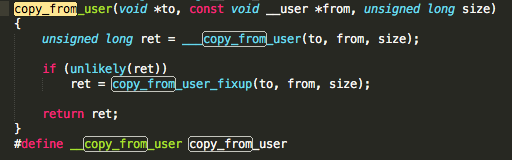 copy_from_user(void *to, const void __user *from, unsigned long size)
{
unsigned long ret = ___copy_from_user(to, from, size);
if (unlikely(ret))
ret = copy_from_user_fixup(to, from, size);
return ret;
}
#define __copy_from_user copy_from_user